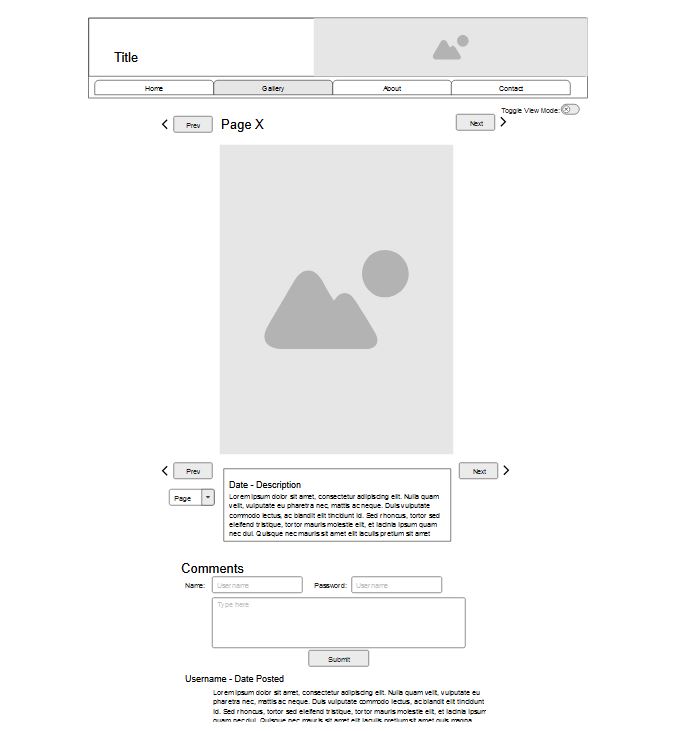 Title
Home Gallery About Contact
Toggle View Mode:
Prev Page X Next
Prev Next
Page
Date - Description
Lorem ipsum dolor sit amet, consectetur adipiscing elit. Nulla quam
velit, vulputate eu pharetra nec, mattis ac neque. Duis vulputate
commodo lectus, ac blandit elit tincidunt id. Sed rhoncus, tortor sed
eleifend tristique, tortor mauris molestie elit, et lacinia ipsum quam
nec dui. Quisque nec mauris sit amet elit iaculis pretium sit amet
Comments
Name: Username Password: Username
Type here
Submit
Username - Date Posted
Lorem ipsum dolor sit amet, consectetur adipiscing elit. Nulla quam velit, vulputate eu
pharetra nec, mattis ac neque. Duis vulputate commodo lectus, ac blandit elit tincidunt
id. Sed rhoncus, tortor sed eleifend tristique, tortor mauris molestie elit, et lacinia ipsum
quam nec dui. Quisque nec mauris sit amet elit iaculis pretium sit amet quis magna